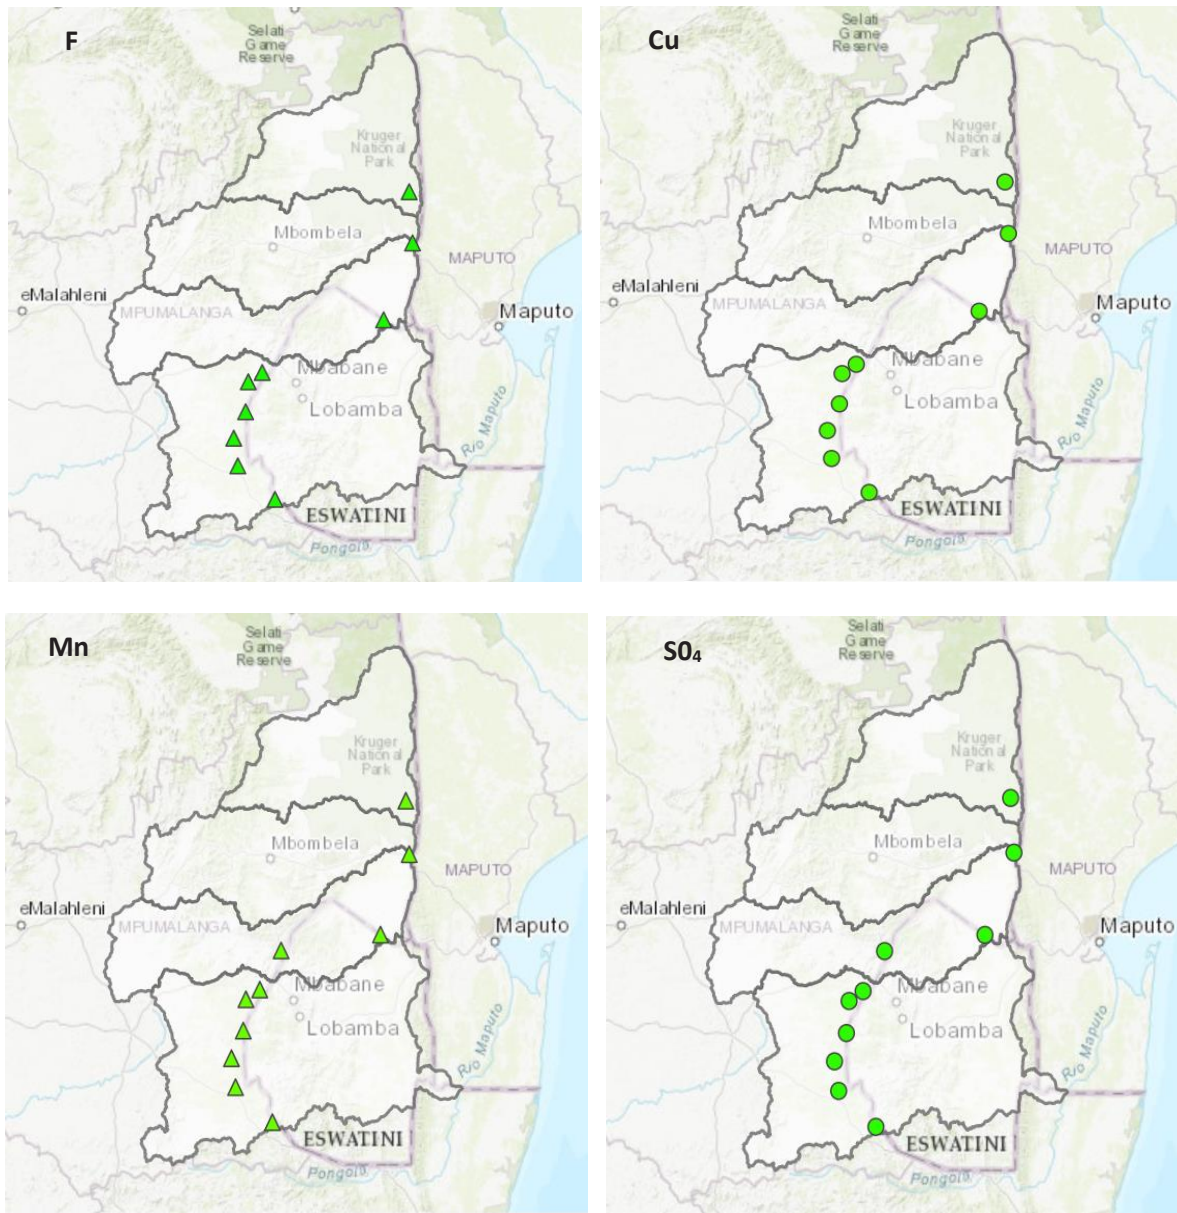 F
Selati
Game
Reserve
Kruger
National
Park
Mbombela
MAPUTO
eMalahleni
MPUMALANGA
Maputo
Mbabane
Lobamba
Rio Maputo
ESWATINI
Pongola
Cu
Selati
Game
Reserve
Kruger
National
Park
Mbombela
MAPUTO
eMalahleni
MPUMALANGA
Maputo
Mbabane
Lobamba
Rio Maputo
ESWATINI
Pongola
Mn
Selati
Game
Reserve
Kruger
National
Park
Mbombela
MAPUTO
eMalahleni
MPUMALANGA
Maputo
Mbabane
Lobamba
Rio Maputo
ESWATINI
Pongola
S0₄
Selati
Game
Reserve
Kruger
National
Park
Mbombela
MAPUTO
eMalahleni
MPUMALANGA
Maputo
Mbabane
Lobamba
Rio Maputo
ESWATINI
Pongola